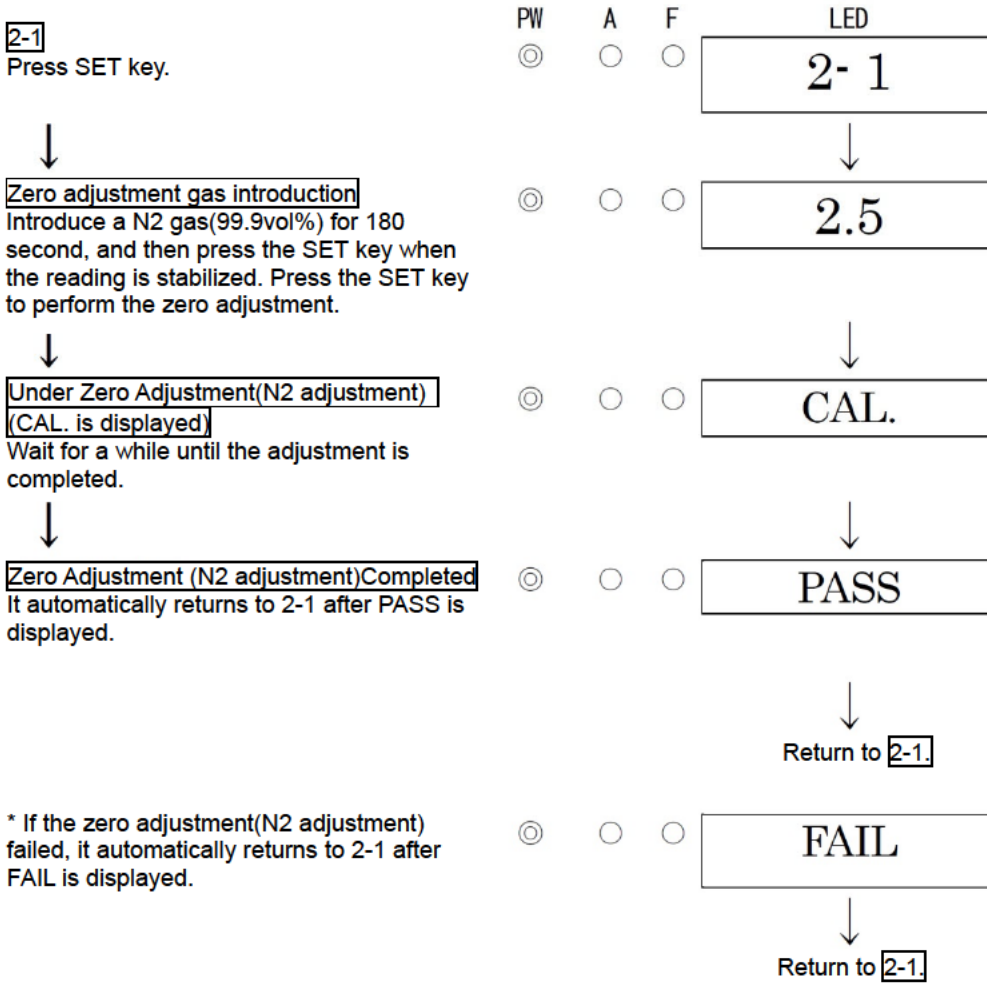 PW A F LED
2-1
Press SET key.
2- 1
Zero adjustment gas introduction
Introduce a N2 gas(99.9vol%) for 180
second, and then press the SET key when
the reading is stabilized. Press the SET key
to perform the zero adjustment.
2.5
Under Zero Adjustment(N2 adjustment)
(CAL. is displayed)
Wait for a while until the adjustment is
completed.
CAL.
Zero Adjustment (N2 adjustment)Completed
It automatically returns to 2-1 after PASS is
displayed.
PASS
Return to 2-1.
* If the zero adjustment(N2 adjustment)
failed, it automatically returns to 2-1 after
FAIL is displayed.
FAIL
Return to 2-1.